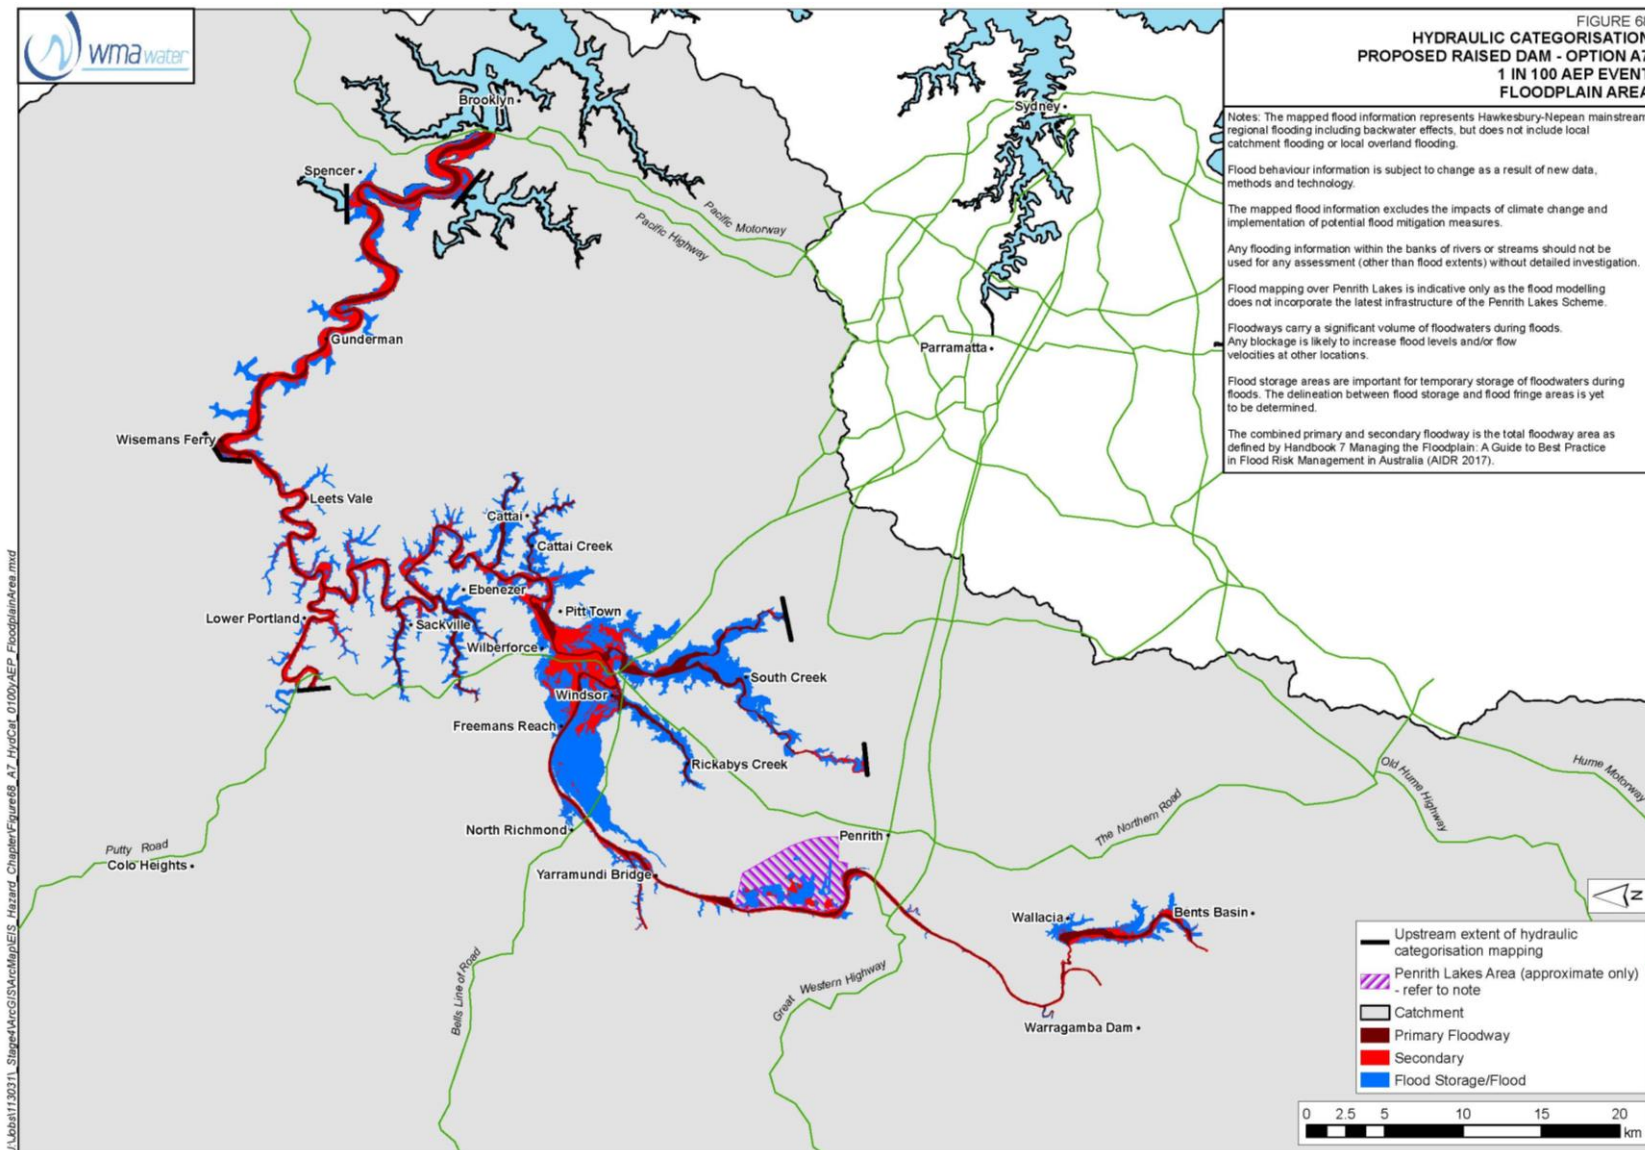 wmawater
FIGURE 6
HYDRAULIC CATEGORISATION
PROPOSED RAISED DAM - OPTION A7
1 IN 100 AEP EVENT
FLOODPLAIN AREA
Notes: The mapped flood information represents Hawkesbury-Nepean mainstream
regional flooding including backwater effects, but does not include local
catchment flooding or local overland flooding.
Flood behaviour information is subject to change as a result of new data,
methods and technology.
The mapped flood information excludes the impacts of climate change and
implementation of potential flood mitigation measures.
Any flooding information within the banks of rivers or streams should not be
used for any assessment (other than flood extents) without detailed investigation.
Flood mapping over Penrith Lakes is indicative only as the flood modelling
does not incorporate the latest infrastructure of the Penrith Lakes Scheme.
Floodways carry a significant volume of floodwaters during floods.
Any blockage is likely to increase flood levels and/or flow
velocities at other locations.
Flood storage areas are important for temporary storage of floodwaters during
floods. The delineation between flood storage and flood fringe areas is yet
to be determined.
The combined primary and secondary floodway is the total floodway area as
defined by Handbook 7 Managing the Floodplain: A Guide to Best Practice
in Flood Risk Management in Australia (AIDR 2017).
Brooklyn
Sydney
Spencer
Pacific Motorway
Pacific Highway
Gunderman
Parramatta
Wisemans Ferry
Leets Vale
Cattai
Cattai Creek
Ebenezer
Pitt Town
Lower Portland
Sackville
Wilberforce
South Creek
Windsor
Freemans Reach
Rickabys Creek
Hume Motorway
Old Hume Highway
The Northern Road
North Richmond
Penrith
Putty Road
Colo Heights
Yarramundi Bridge
Wallacia
Bents Basin
Bells Line of Road
Great Western Highway
Warragamba Dam
N
Upstream extent of hydraulic
categorisation mapping
Penrith Lakes Area (approximate only)
- refer to note
Catchment
Primary Floodway
Secondary
Flood Storage/Flood
0 2.5 5 10 15 20
km
J:\Jobs\113031\_Stage4\ArcGIS\ArcMap\EIS_Hazard_Chapter\Figure68_A7_HydCat_0100yAEP_FloodplainArea.mxd